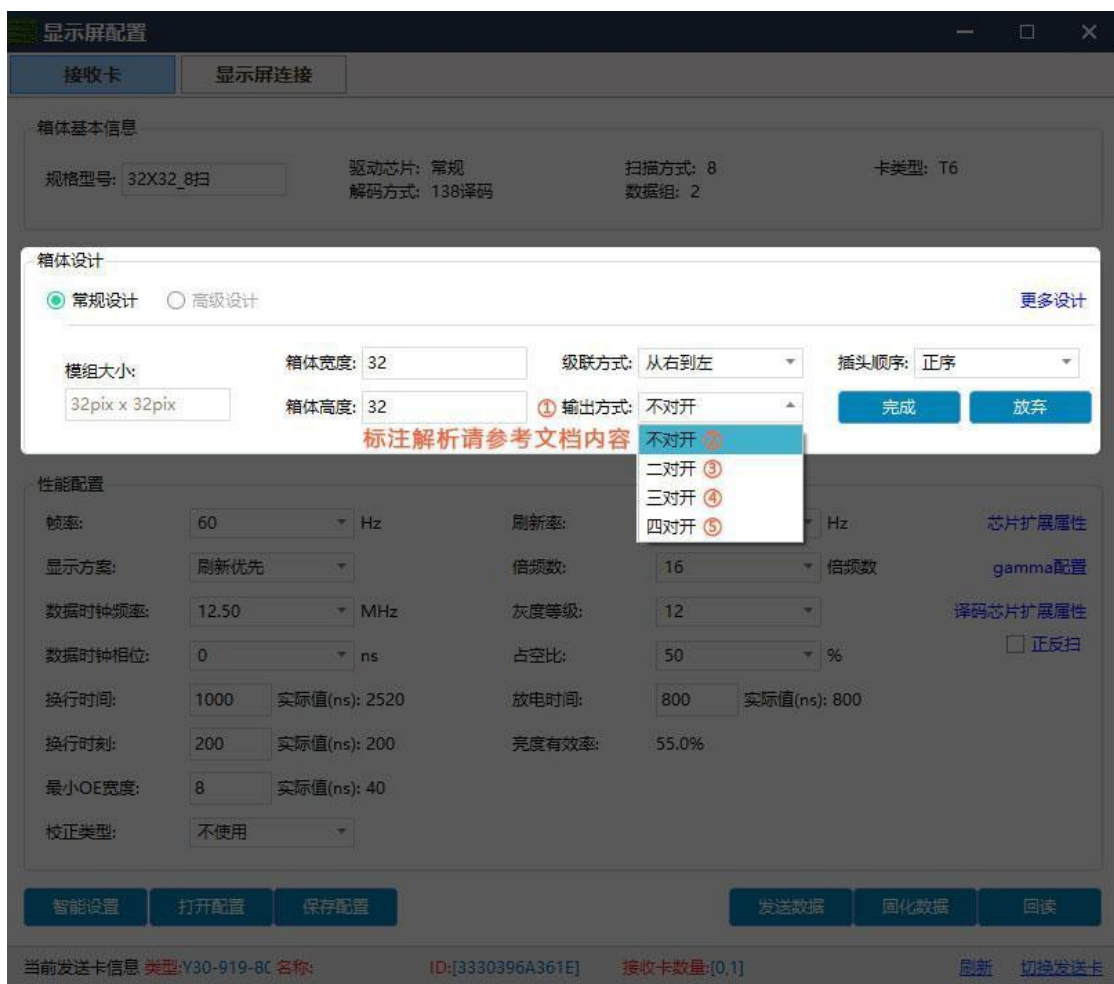 显示屏配置
接收卡 显示屏连接
箱体基本信息
规格型号: 32X32_8扫 驱动芯片: 常规 扫描方式: 8 卡类型: T6
解码方式: 138译码 数据组: 2
箱体设计
常规设计 高级设计 更多设计
模组大小: 箱体宽度: 32 级联方式: 从右到左 插头顺序: 正序
32pix x 32pix 箱体高度: 32 ①输出方式: 不对开 完成 放弃
标注解析请参考文档内容
不对开 ②
二对开 ③
三对开 ④
四对开 ⑤
性能配置
帧率: 60 Hz 刷新率: Hz 芯片扩展属性
显示方案: 刷新优先 倍频数: 16 倍频数 gamma配置
数据时钟频率: 12.50 MHz 灰度等级: 12 译码芯片扩展属性
数据时钟相位: 0 ns 占空比: 50 % 正反扫
换行时间: 1000 实际值(ns): 2520 放电时间: 800 实际值(ns): 800
换行时刻: 200 实际值(ns): 200 亮度有效率: 55.0%
最小OE宽度: 8 实际值(ns): 40
校正类型: 不使用
智能设置 打开配置 保存配置 发送数据 固化数据 回读
当前发送卡信息 类型:Y30-919-8C 名称: ID:[3330396A361E] 接收卡数量:[0,1] 刷新 切换发送卡